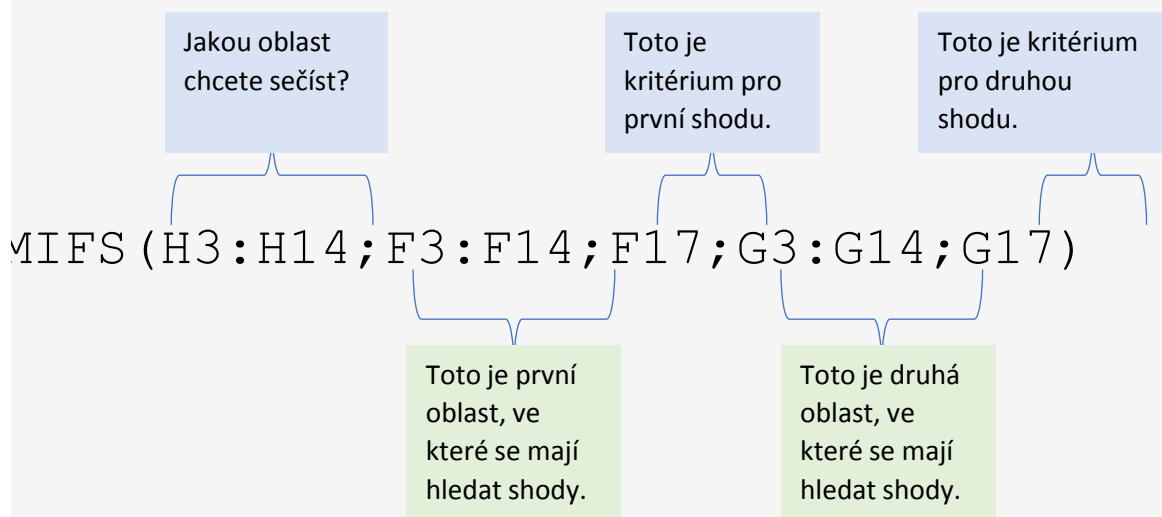 Jakou oblast
chcete sečíst?
Toto je
kritérium pro
první shodu.
Toto je kritérium
pro druhou
shodu.
MIFS(H3:H14;F3:F14;F17;G3:G14;G17)
Toto je první
oblast, ve
které se mají
hledat shody.
Toto je druhá
oblast, ve
které se mají
hledat shody.